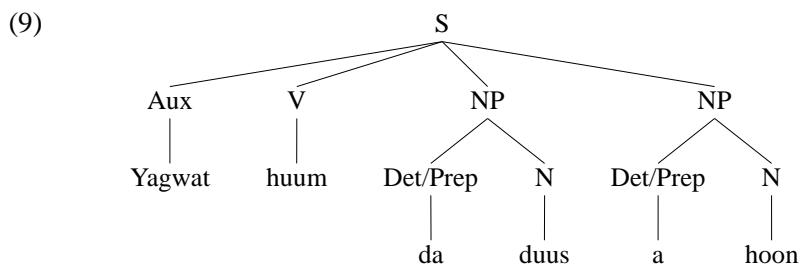 (9) S
Aux V NP NP
Yagwat huum Det/Prep N Det/Prep N
da duus a hoon